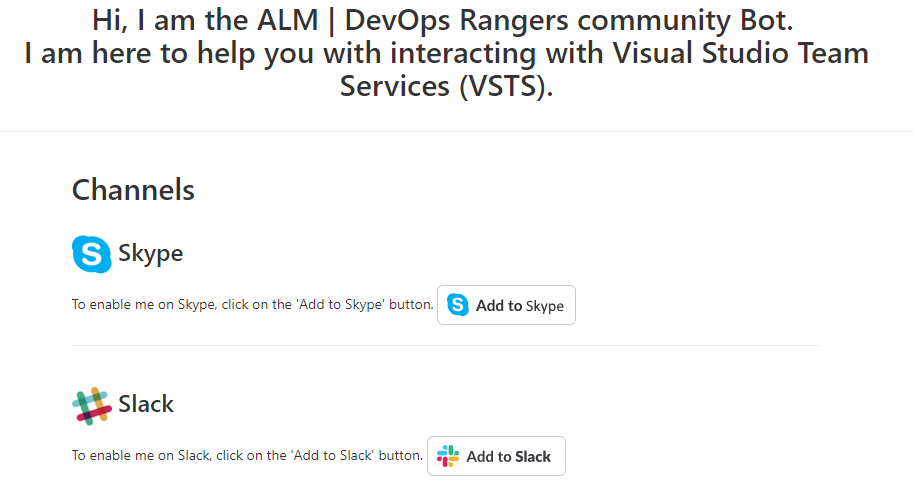 Hi, I am the ALM | DevOps Rangers community Bot.
I am here to help you with interacting with Visual Studio Team
Services (VSTS).
Channels
Skype
To enable me on Skype, click on the 'Add to Skype' button. Add to Skype
Slack
To enable me on Slack, click on the 'Add to Slack' button. Add to Slack